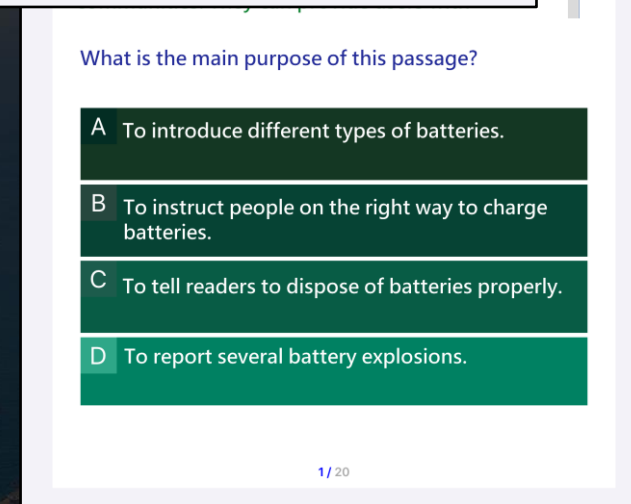 What is the main purpose of this passage?
A To introduce different types of batteries.
B To instruct people on the right way to charge
batteries.
C To tell readers to dispose of batteries properly.
D To report several battery explosions.
1 / 20